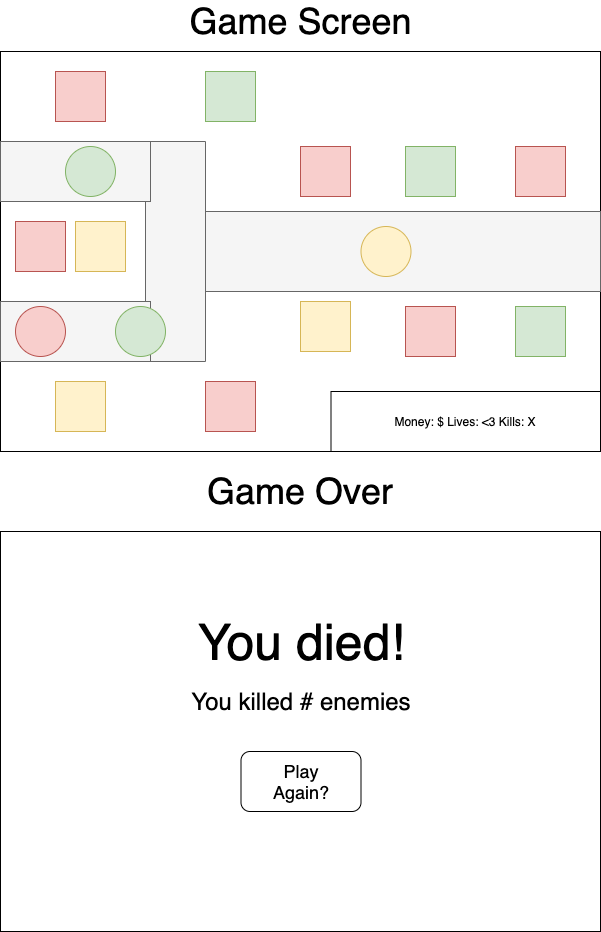 Game Screen
Money: $ Lives: <3 Kills: X
Game Over
You died!
You killed # enemies
Play
Again?